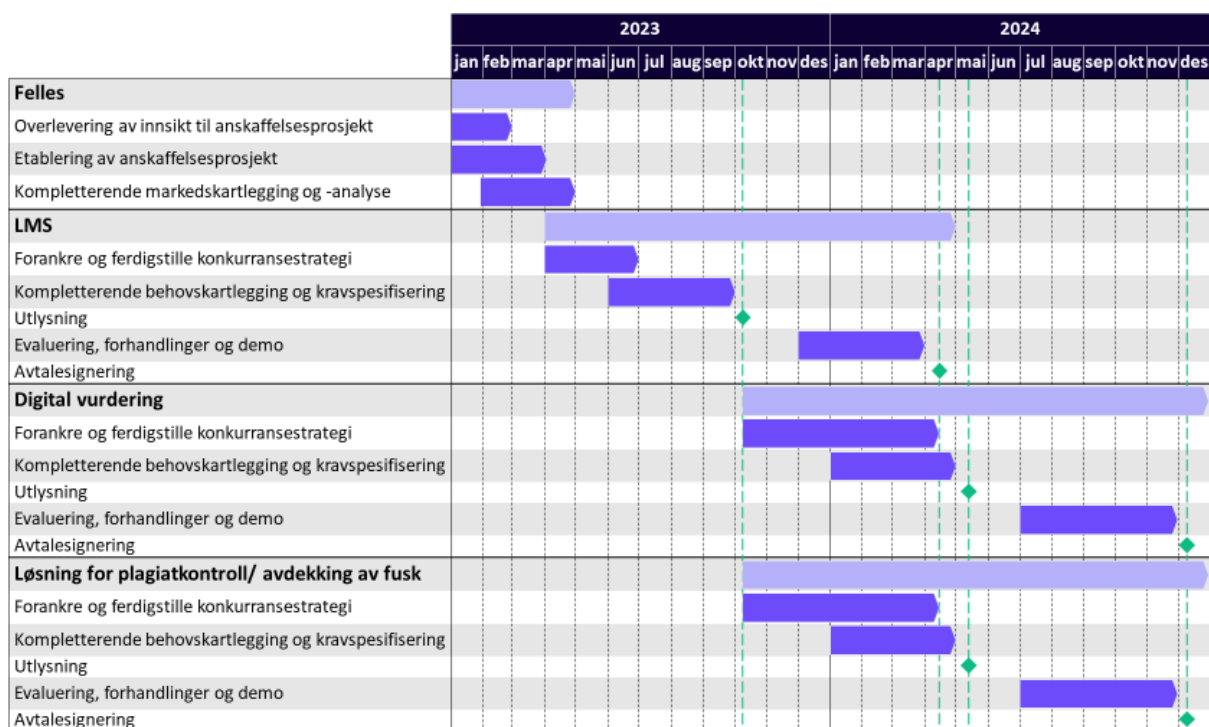 2023 2024
jan feb mar apr mai jun jul aug sep okt nov des jan feb mar apr mai jun jul aug sep okt nov des
Felles
Overlevering av innsikt til anskaffelsesprosjekt
Etablering av anskaffelsesprosjekt
Kompletterende markedskartlegging og -analyse
LMS
Forankre og ferdigstille konkurransestrategi
Kompletterende behovskartlegging og kravspesifisering
Utlysning
Evaluering, forhandlinger og demo
Avtalesignering
Digital vurdering
Forankre og ferdigstille konkurransestrategi
Kompletterende behovskartlegging og kravspesifisering
Utlysning
Evaluering, forhandlinger og demo
Avtalesignering
Løsning for plagiatkontroll/ avdekking av fusk
Forankre og ferdigstille konkurransestrategi
Kompletterende behovskartlegging og kravspesifisering
Utlysning
Evaluering, forhandlinger og demo
Avtalesignering